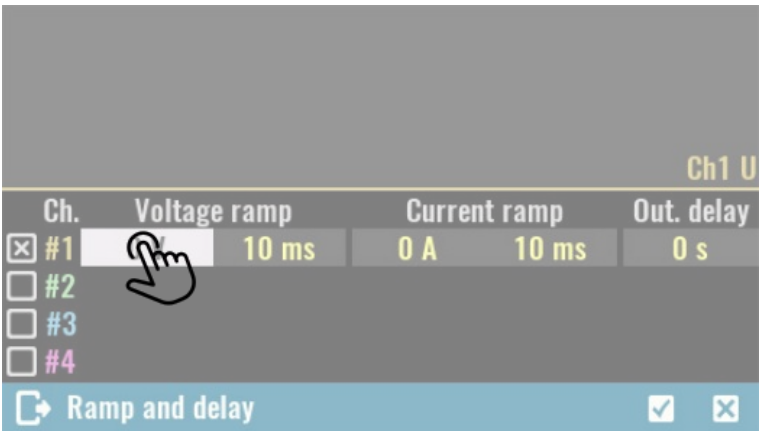 Ch1 U
Ch. Voltage ramp Current ramp Out. delay
#1 10 ms 0 A 10 ms 0 s
#2
#3
#4
Ramp and delay